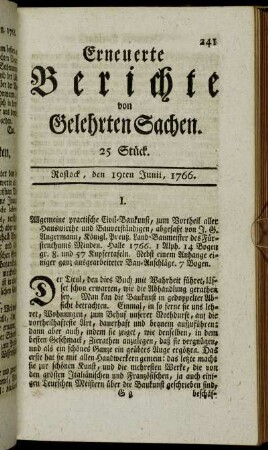 241
Erneuerte
Berichte
von
Gelehrten Sachen.
25 Stück.
Rostock, den 19ten Junii, 1766.
I.
Allgemeine practische Civil-Baukunst, zum Vortheil aller
Hauswirthe und Bauverständigen, abgefaßt von J. G.
Angermann, Königl. Preuß. Land-Baumeister des Für-
stenthums Minden. Halle 1766. 1 Alph. 14 Bogen
gr. 8. und 57 Kupfertafeln. Nebst einem Anhange ei-
niger ganz ausgearbeiteter Bau-Anschläge. 7 Bogen.
Der Titul, den dies Buch mit Wahrheit führet, läs-
set schon erwarten, wie die Abhandlung gerathen
sey. Man kan die Baukunst in gedoppelter Ab-
sicht betrachten. Einmal, in so ferne sie uns leh-
ret, Wohnungen, zum Behuf unserer Nothdurft, auf die
vortheilhafteste Art, dauerhaft und bequem aufzuführen:
dann aber auch, indem sie zeiget, wie denselben, in dem
besten Geschmack, Zierathen anzulegen, daß sie vergnügen,
und als ein schönes Ganze ein geübtes Auge ergötzen. Das
erste hat sie mit allen Handwerkern gemein: das letzte macht
sie zur schönen Kunst, und die mehresten Werke, die von
den grösten Italiänischen und Französischen, ja auch eini-
gen Teutschen Meistern über die Baukunst geschrieben sind,
G g
beschäf-